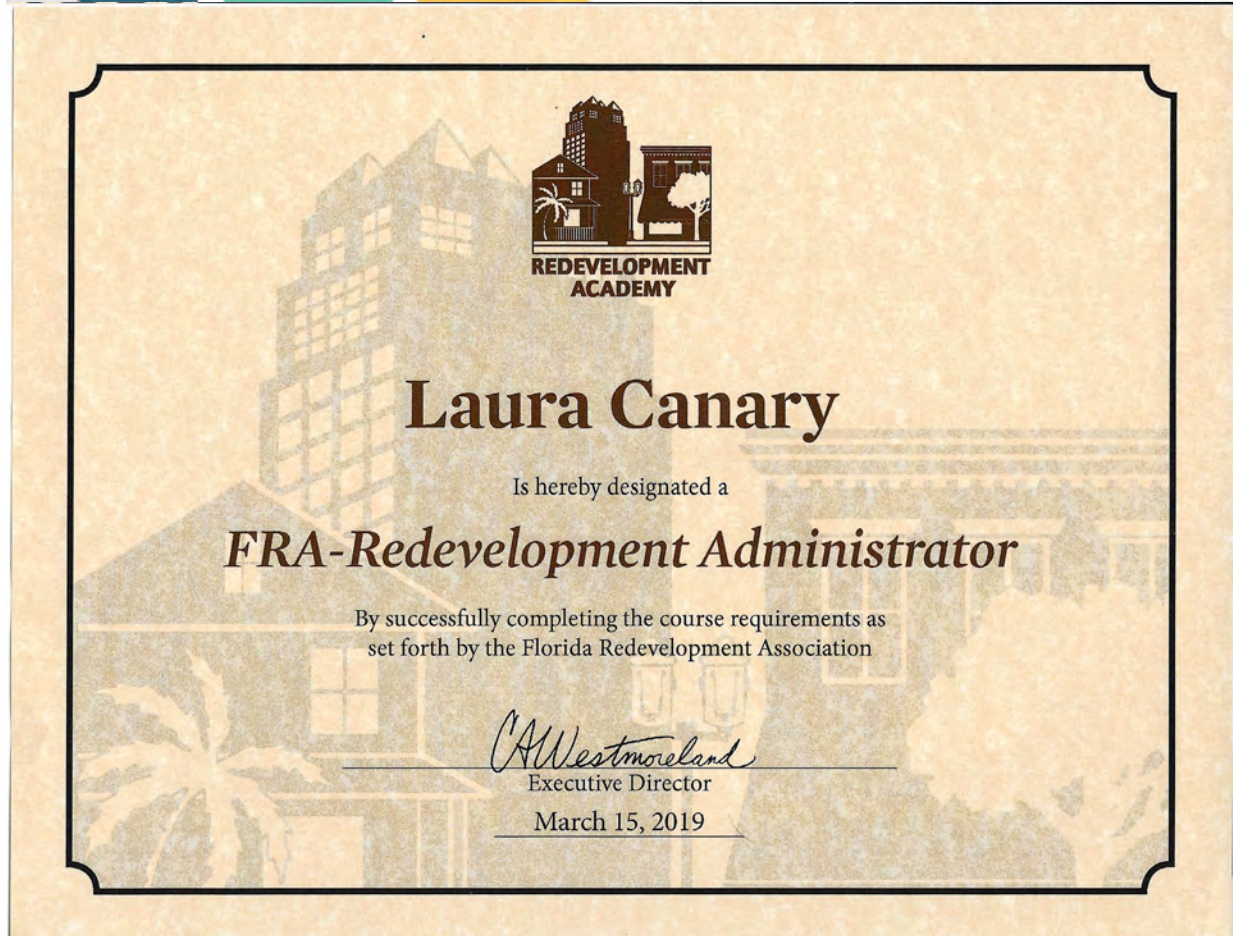 REDEVELOPMENT
ACADEMY
Laura Canary
Is hereby designated a
FRA-Redevelopment Administrator
By successfully completing the course requirements as
set forth by the Florida Redevelopment Association
CAWestmoreland
Executive Director
March 15, 2019